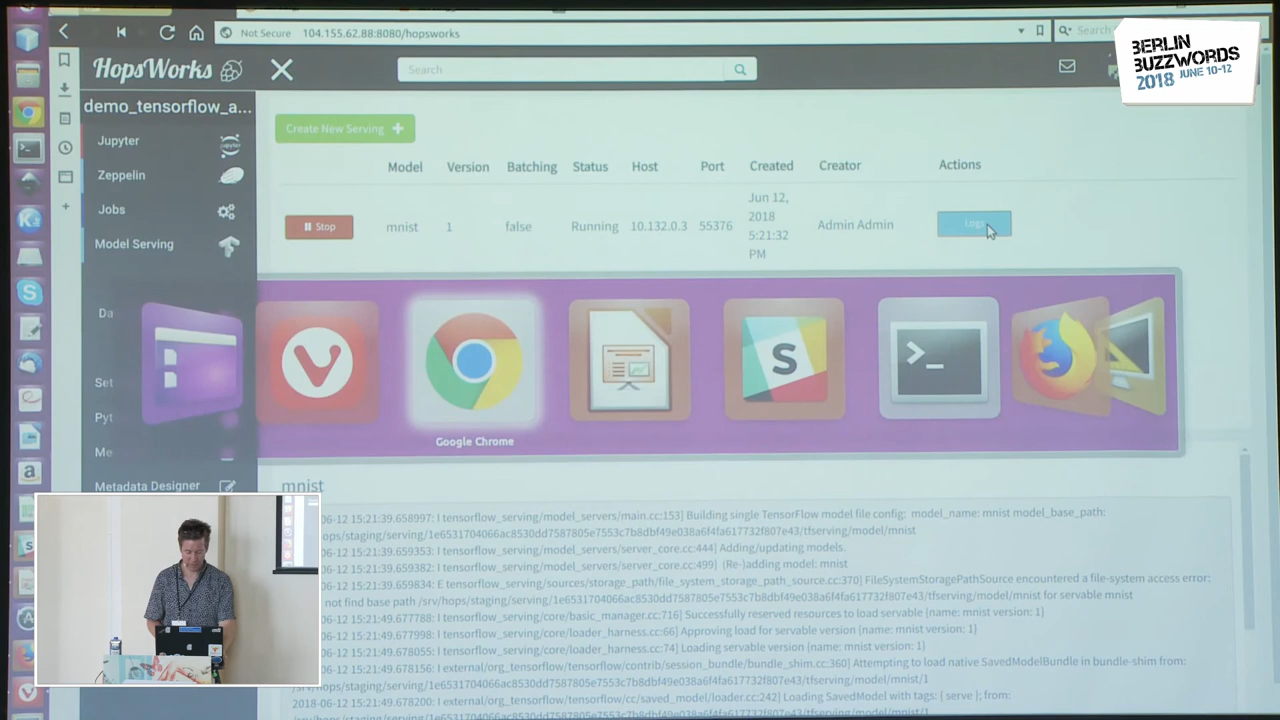 Not Secure 104.155.62.88:8080/hopsworks
Search
BERLIN
BUZZWORDS
2018 JUNE 10-12
HopsWorks
Search
demo_tensorflow_a...
Jupyter
Zeppelin
Jobs
Model Serving
Da
Set
Pyt
Me
Metadata Designer
Create New Serving +
Model Version Batching Status Host Port Created Creator Actions
Stop mnist 1 false Running 10.132.0.3 55376 Jun 12, 2018 5:21:32 PM Admin Admin Logs
Google Chrome
mnist
06-12 15:21:39.658997: I tensorflow_serving/model_servers/main.cc:153] Building single TensorFlow model file config: model_name: mnist model_base_path:
/hops/staging/serving/1e6531704066ac8530dd7587805e7553c7b8dbf49e038a6f4fa617732f807e43/tfserving/model/mnist
06-12 15:21:39.659353: I tensorflow_serving/model_servers/server_core.cc:444] Adding/updating models.
06-12 15:21:39.659382: I tensorflow_serving/model_servers/server_core.cc:499] (Re-)adding model: mnist
06-12 15:21:39.659834: E tensorflow_serving/sources/storage_path/file_system_storage_path_source.cc:370] FileSystemStoragePathSource encountered a file-system access error:
not find base path /srv/hops/staging/serving/1e6531704066ac8530dd7587805e7553c7b8dbf49e038a6f4fa617732f807e43/tfserving/model/mnist for servable mnist
06-12 15:21:49.677788: I tensorflow_serving/core/basic_manager.cc:716] Successfully reserved resources to load servable {name: mnist version: 1}
06-12 15:21:49.677998: I tensorflow_serving/core/loader_harness.cc:66] Approving load for servable version {name: mnist version: 1}
06-12 15:21:49.678055: I tensorflow_serving/core/loader_harness.cc:74] Loading servable version {name: mnist version: 1}
06-12 15:21:49.678156: I external/org_tensorflow/tensorflow/contrib/session_bundle/bundle_shim.cc:360] Attempting to load native SavedModelBundle in bundle-shim from:
/srv/hops/staging/serving/1e6531704066ac8530dd7587805e7553c7b8dbf49e038a6f4fa617732f807e43/tfserving/model/mnist/1
2018-06-12 15:21:49.678200: I external/org_tensorflow/tensorflow/cc/saved_model/loader.cc:242] Loading SavedModel with tags: { serve }; from:
/srv/hops/staging/serving/1e6531704066ac8530dd7587805e7553c7b8dbf49e038a6f4fa617732f807e43/tfserving/model/mnist/1